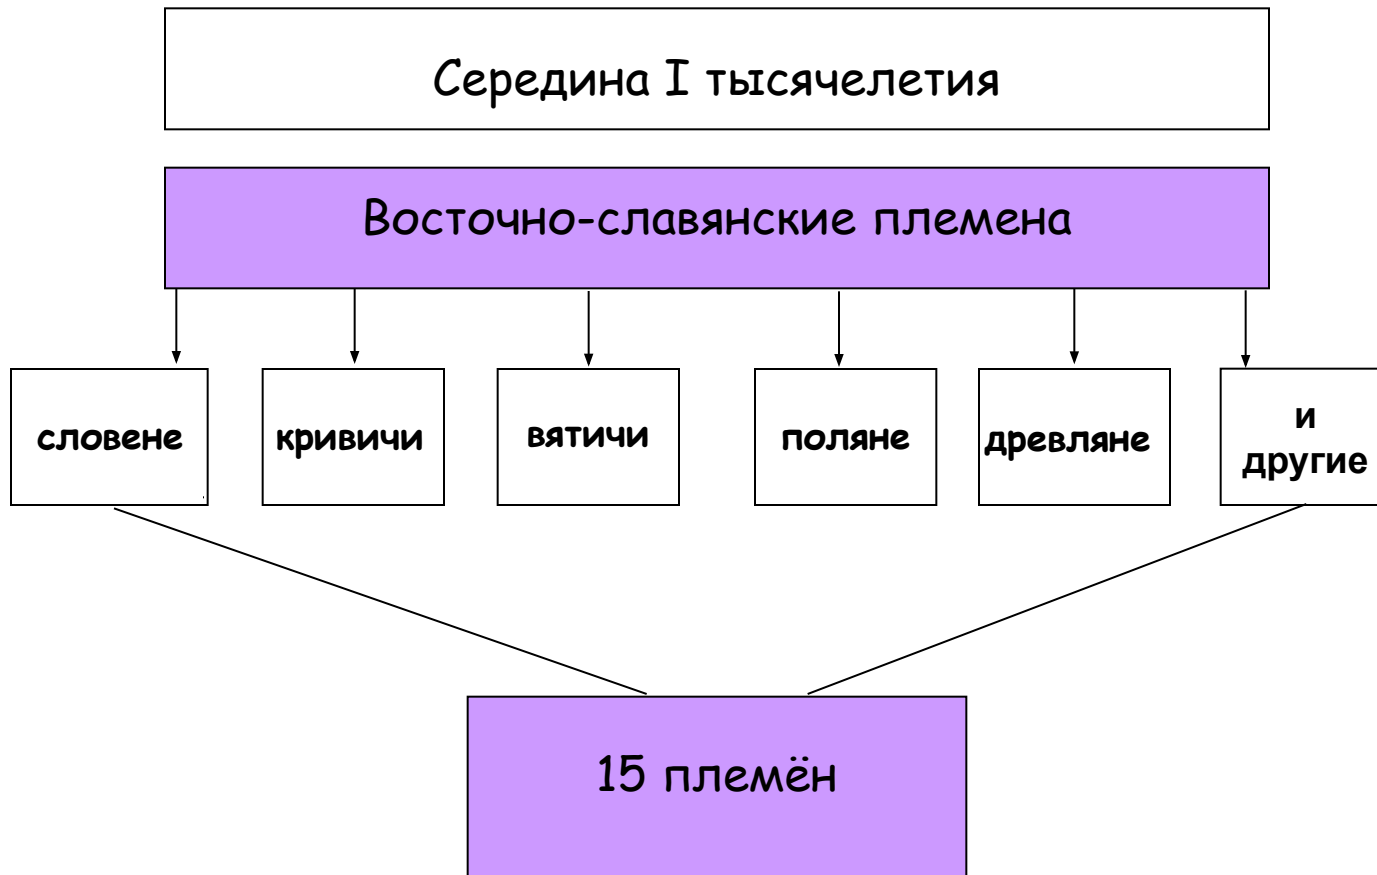 Середина I тысячелетия
Восточно-славянские племена
словене
кривичи
вятичи
поляне
древляне
и
другие
15 племён